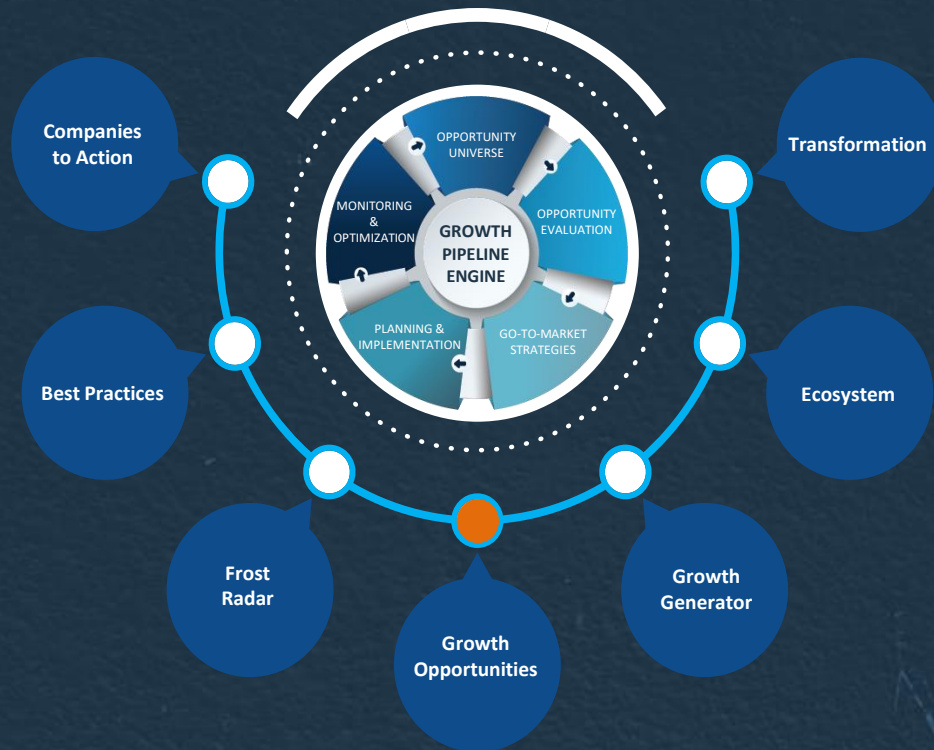 OPPORTUNITY
UNIVERSE
OPPORTUNITY
EVALUATION
GO-TO-MARKET
STRATEGIES
PLANNING &
IMPLEMENTATION
MONITORING
&
OPTIMIZATION
GROWTH
PIPELINE
ENGINE
Companies
to Action
Best Practices
Frost
Radar
Growth
Opportunities
Growth
Generator
Ecosystem
Transformation